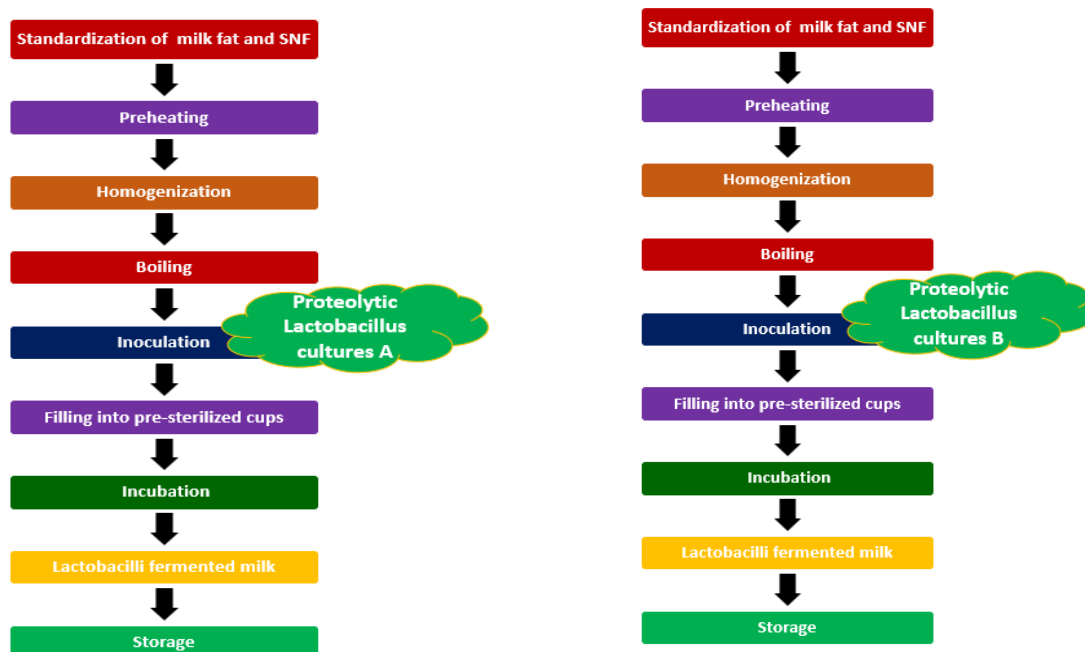 Standardization of milk fat and SNF
Preheating
Homogenization
Boiling
Proteolytic
Lactobacillus
cultures A
Inoculation
Filling into pre-sterilized cups
Incubation
Lactobacilli fermented milk
Storage
Standardization of milk fat and SNF
Preheating
Homogenization
Boiling
Proteolytic
Lactobacillus
cultures B
Inoculation
Filling into pre-sterilized cups
Incubation
Lactobacilli fermented milk
Storage